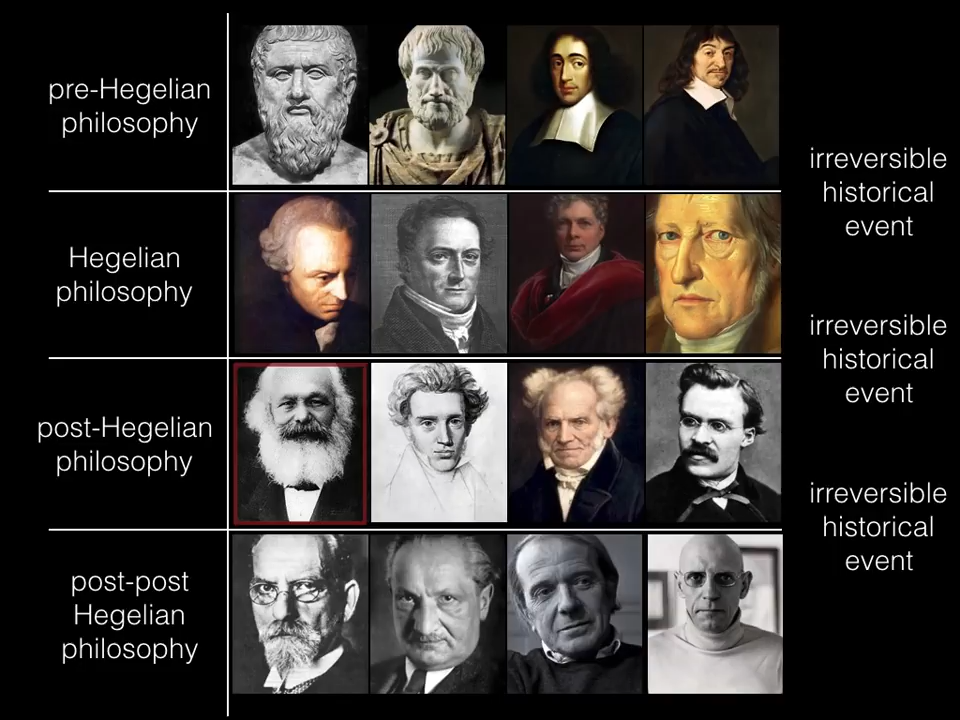 pre-Hegelian
philosophy
irreversible
historical
event
Hegelian
philosophy
irreversible
historical
event
post-Hegelian
philosophy
irreversible
historical
event
post-post
Hegelian
philosophy